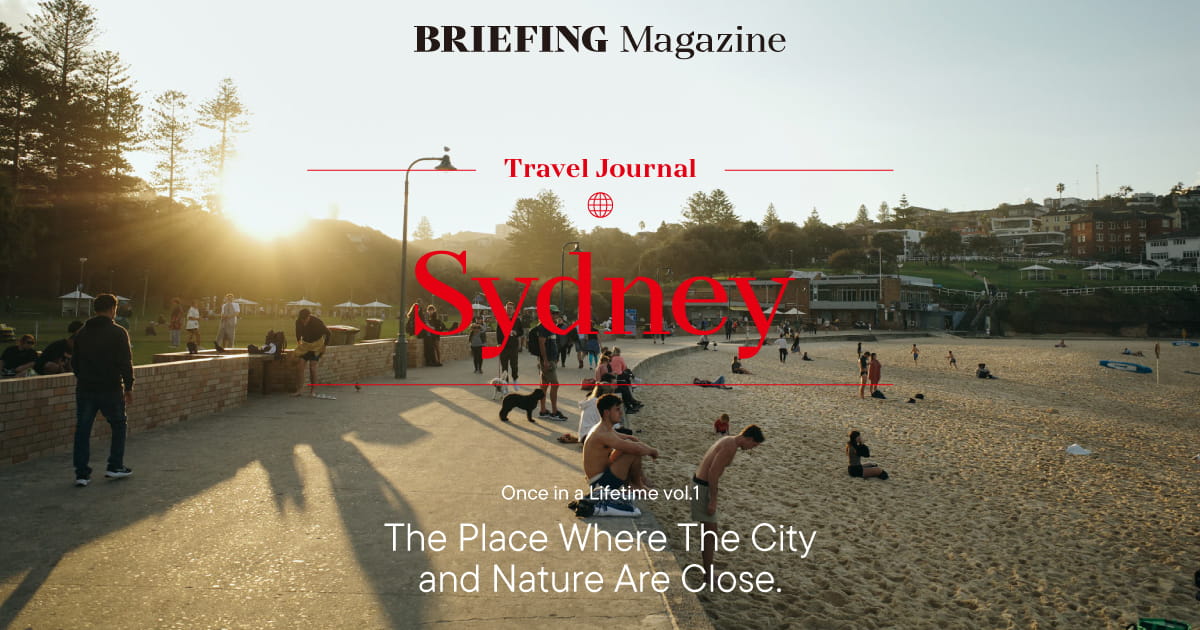 BRIEFING Magazine
Travel Journal
Sydney
Once in a Lifetime vol.1
The Place Where The City
and Nature Are Close.